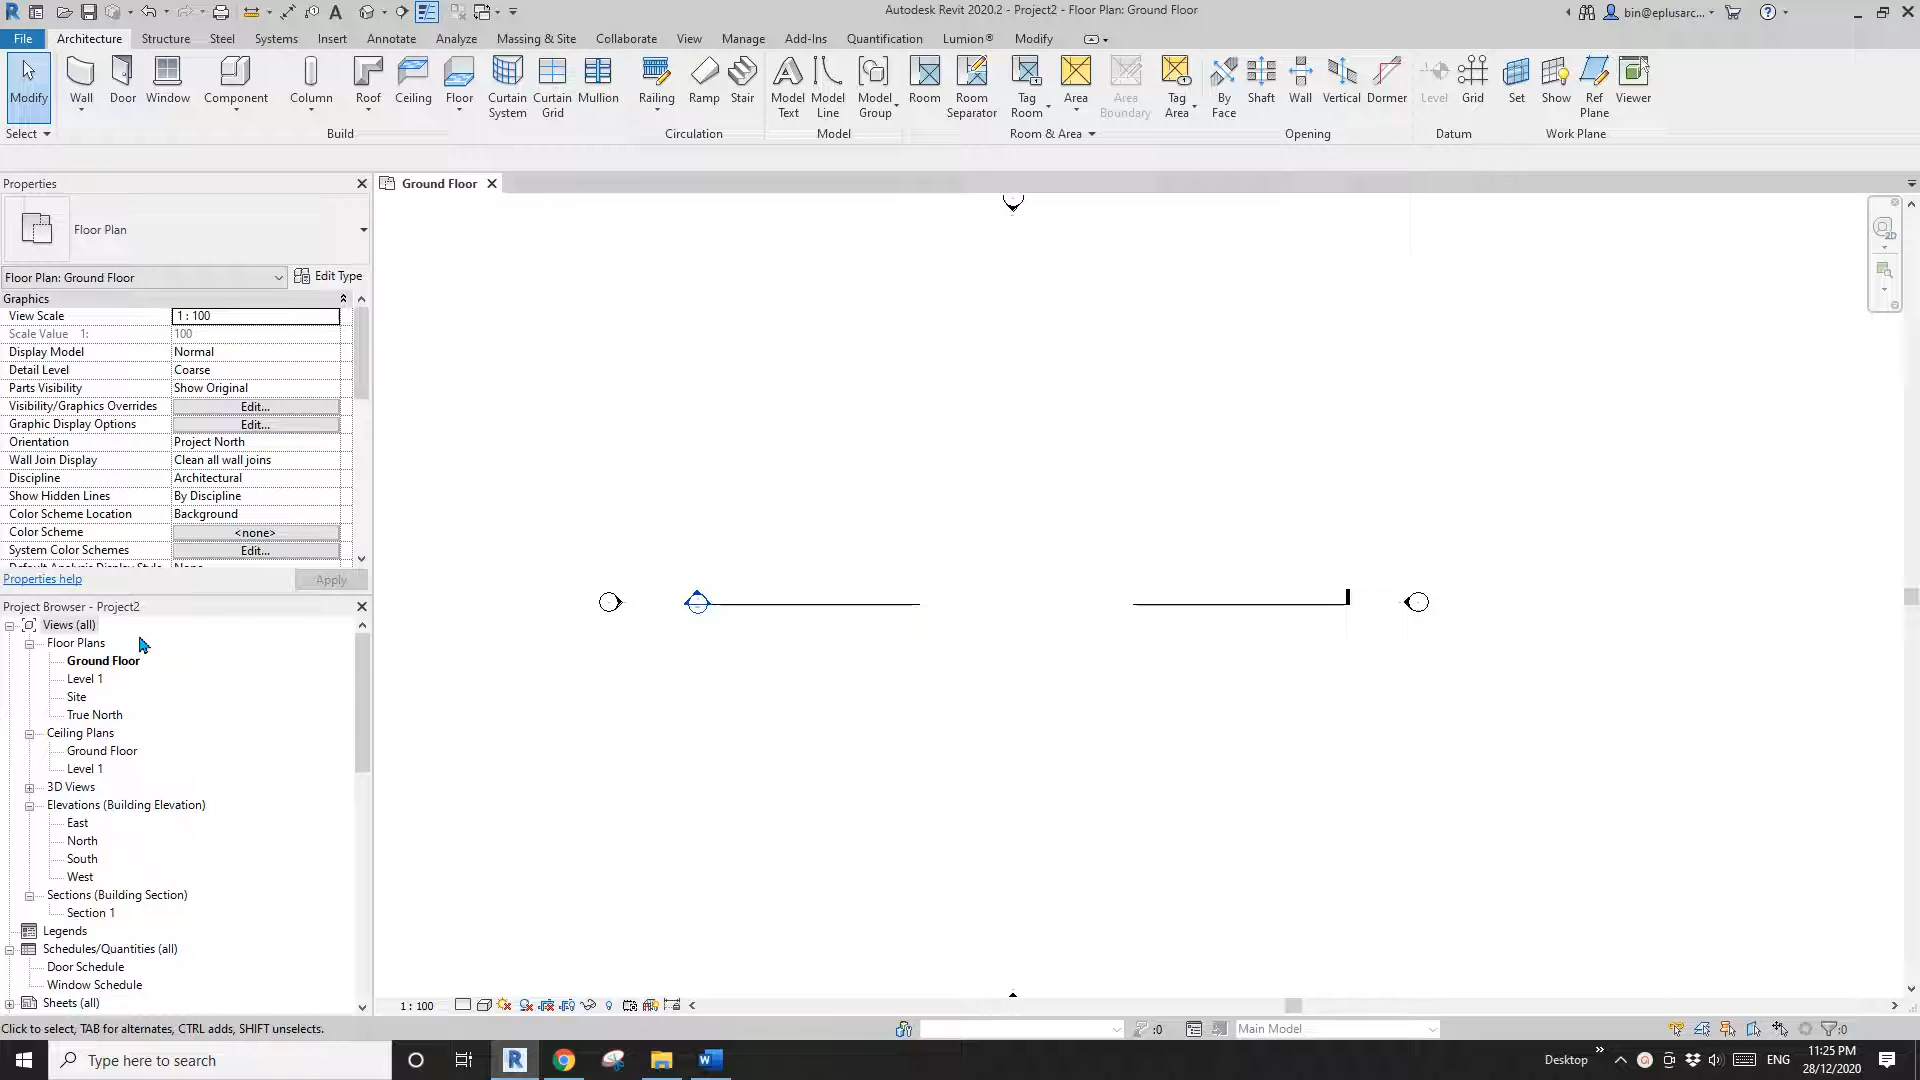 Autodesk Revit 2020.2 - Project2 - Floor Plan: Ground Floor
bin@eplusarc...
File Architecture Structure Steel Systems Insert Annotate Analyze Massing & Site Collaborate View Manage Add-Ins Quantification Lumion® Modify
Modify Wall Door Window Component Column Roof Ceiling Floor Curtain System Curtain Grid Mullion Railing Ramp Stair Model Text Model Line Model Group Room Room Separator Tag Room Area Area Boundary Tag Area By Face Shaft Wall Vertical Dormer Level Grid Set Show Ref Plane Viewer
Select Build Circulation Model Room & Area Opening Datum Work Plane
Properties
Ground Floor
Floor Plan
Floor Plan: Ground Floor
Edit Type
Graphics
View Scale 1 : 100
Scale Value 1: 100
Display Model Normal
Detail Level Coarse
Parts Visibility Show Original
Visibility/Graphics Overrides Edit...
Graphic Display Options Edit...
Orientation Project North
Wall Join Display Clean all wall joins
Discipline Architectural
Show Hidden Lines By Discipline
Color Scheme Location Background
Color Scheme <none>
System Color Schemes Edit...
Properties help Apply
Project Browser - Project2
Views (all)
Floor Plans
Ground Floor
Level 1
Site
True North
Ceiling Plans
Ground Floor
Level 1
3D Views
Elevations (Building Elevation)
East
North
South
West
Sections (Building Section)
Section 1
Legends
Schedules/Quantities (all)
Door Schedule
Window Schedule
Sheets (all)
1 : 100
Click to select, TAB for alternates, CTRL adds, SHIFT unselects.
:0
Main Model
:0
Type here to search
Desktop
ENG
11:25 PM
28/12/2020